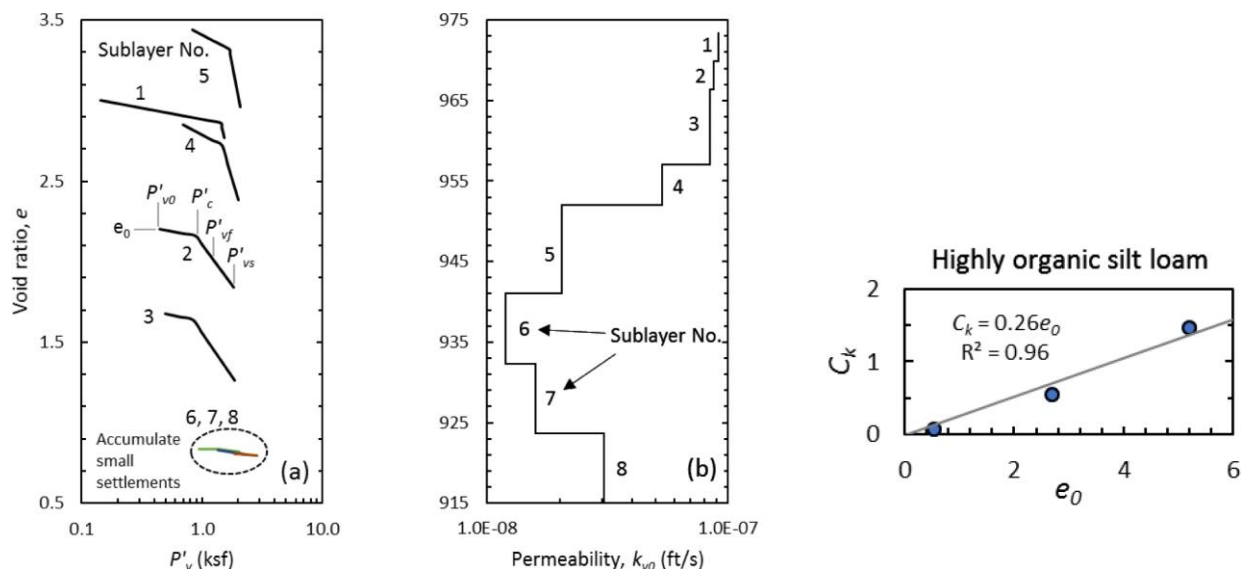 3.5
Sublayer No.
5
1
4
2.5
P'v0
P'c
e0
P'vf
2
P'vs
Void ratio, e
3
1.5
6, 7, 8
Accumulate
small
settlements
(a)
0.5
0.1 1.0 10.0
P'v (ksf)
975
1
2
965
3
955
4
5
945
6
Sublayer No.
935
7
925
(b)
8
915
1.0E-08 1.0E-07
Permeability, kv0 (ft/s)
Highly organic silt loam
2
Ck = 0.26e0
R² = 0.96
Ck
1
0
0 2 4 6
e0